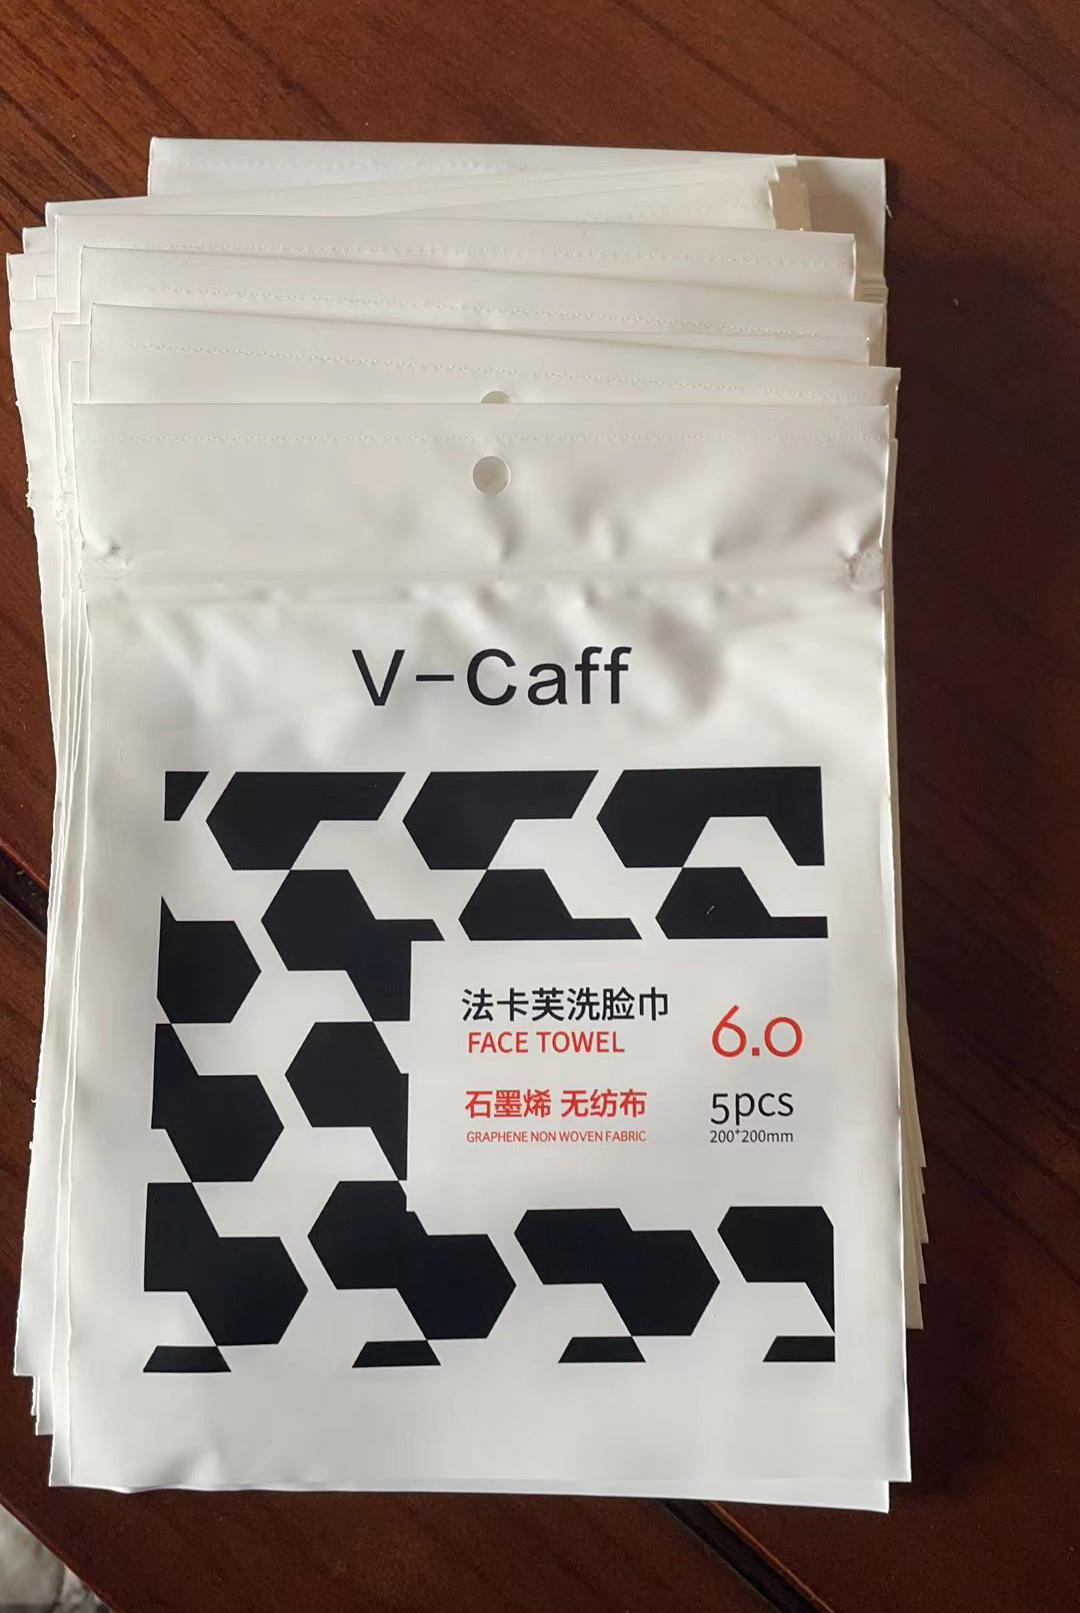 V-Caff
法卡芙洗脸巾
FACE TOWEL
6.0
石墨烯 无纺布
GRAPHENE NON WOVEN FABRIC
5pcs
200*200mm